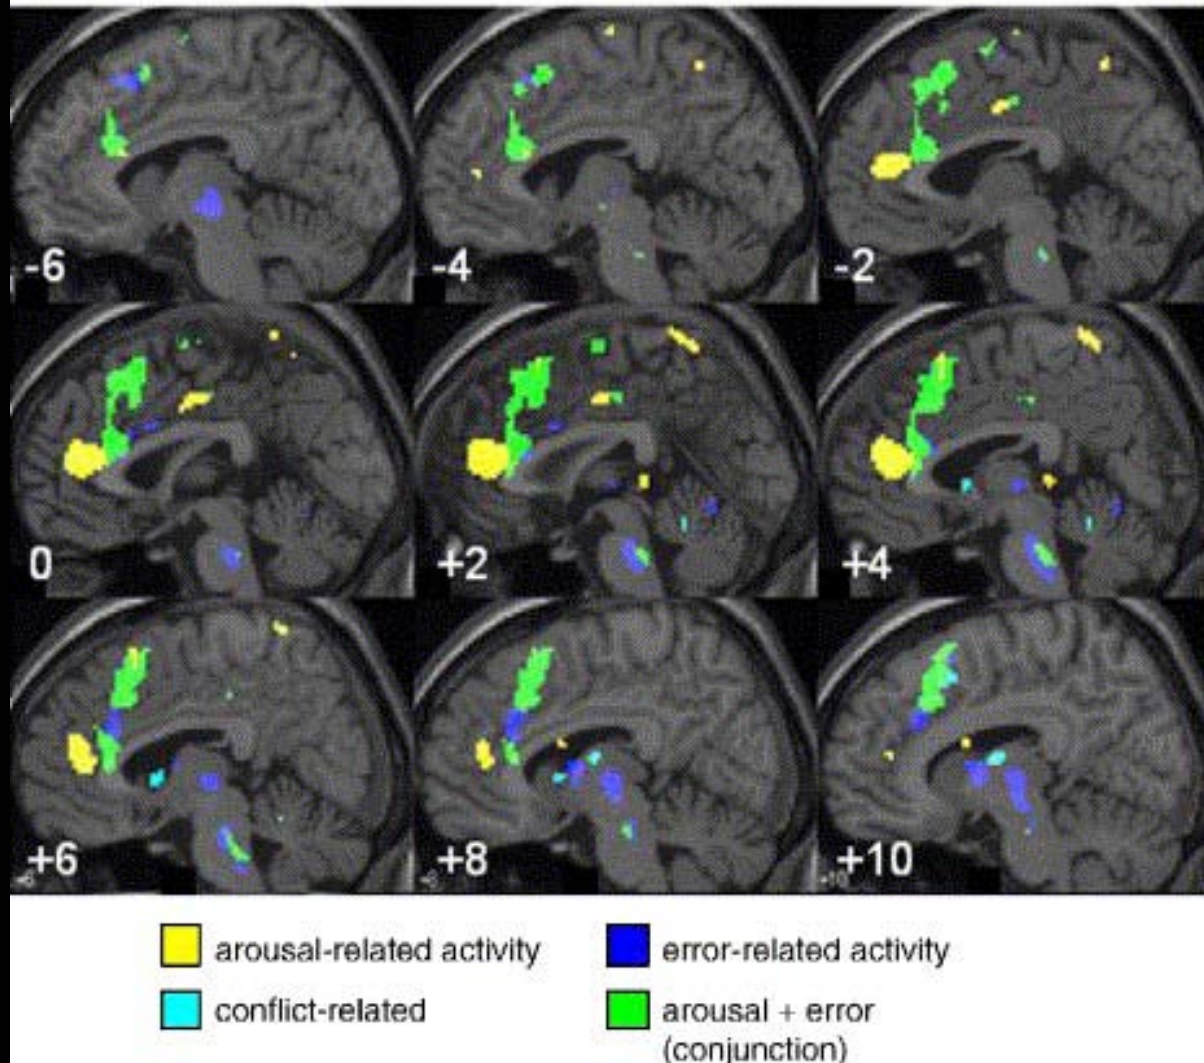 -6
-4
-2
0
+2
+4
+6
+8
+10
arousal-related activity
error-related activity
conflict-related
arousal + error
(conjunction)